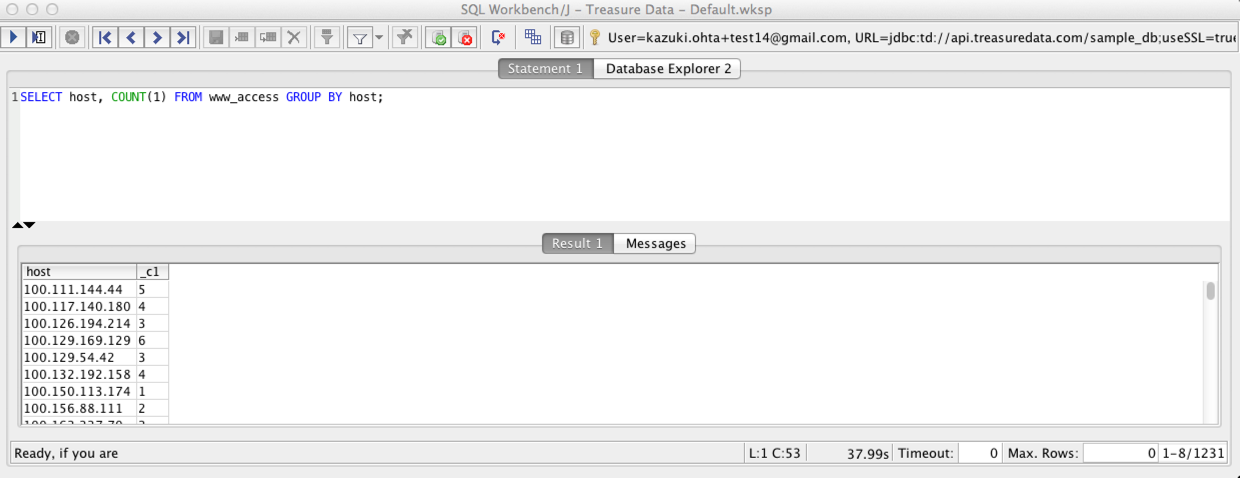 SQL Workbench/J - Treasure Data - Default.wksp
User=kazuki.ohta+test14@gmail.com, URL=jdbc:td://api.treasuredata.com/sample_db;useSSL=true
Statement 1 Database Explorer 2
1 SELECT host, COUNT(1) FROM www_access GROUP BY host;
Result 1 Messages
host _c1
100.111.144.44 5
100.117.140.180 4
100.126.194.214 3
100.129.169.129 6
100.129.54.42 3
100.132.192.158 4
100.150.113.174 1
100.156.88.111 2
Ready, if you are L:1 C:53 37.99s Timeout: 0 Max. Rows: 0 1-8/1231